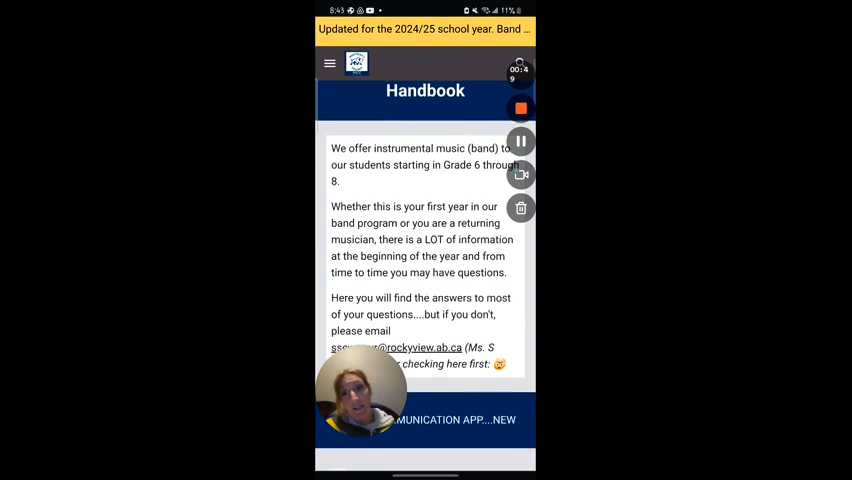 8:43
11%
Updated for the 2024/25 school year. Band ...
00:4
9
Handbook
We offer instrumental music (band) to
our students starting in Grade 6 through
8.
Whether this is your first year in our
band program or you are a returning
musician, there is a LOT of information
at the beginning of the year and from
time to time you may have questions.
Here you will find the answers to most
of your questions....but if you don't,
please email
@rockyview.ab.ca (Ms. S
checking here first:
MUNICATION APP....NEW